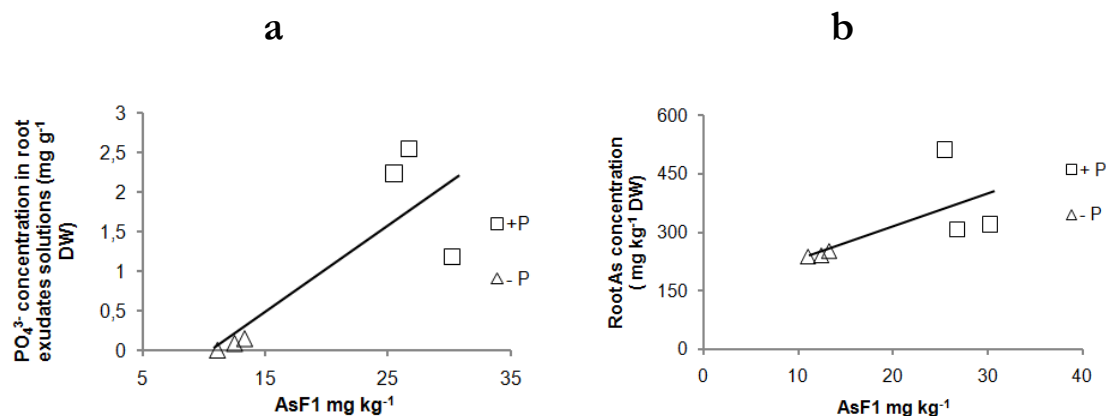 a
PO₄³⁻ concentration in root
exudates solutions (mg g⁻¹
DW)
3
2,5
2
1,5
1
0,5
0
5 15 25 35
AsF1 mg kg⁻¹
+P
- P
b
Root As concentration
( mg kg⁻¹ DW)
600
450
300
150
0
0 10 20 30 40
AsF1 mg kg⁻¹
+ P
- P